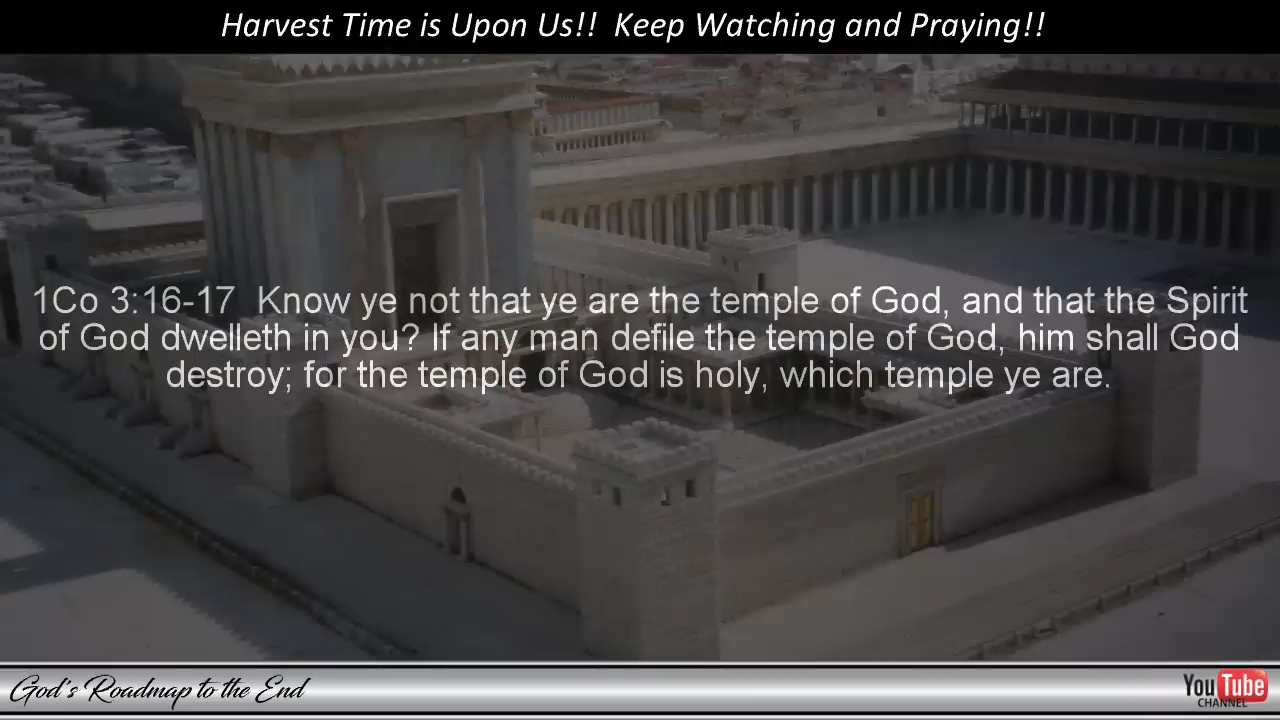 Harvest Time is Upon Us!!  Keep Watching and Praying!!
1Co 3:16-17  Know ye not that ye are the temple of God, and that the Spirit
of God dwelleth in you? If any man defile the temple of God, him shall God
destroy; for the temple of God is holy, which temple ye are.
God's Roadmap to the End
YouTube
CHANNEL